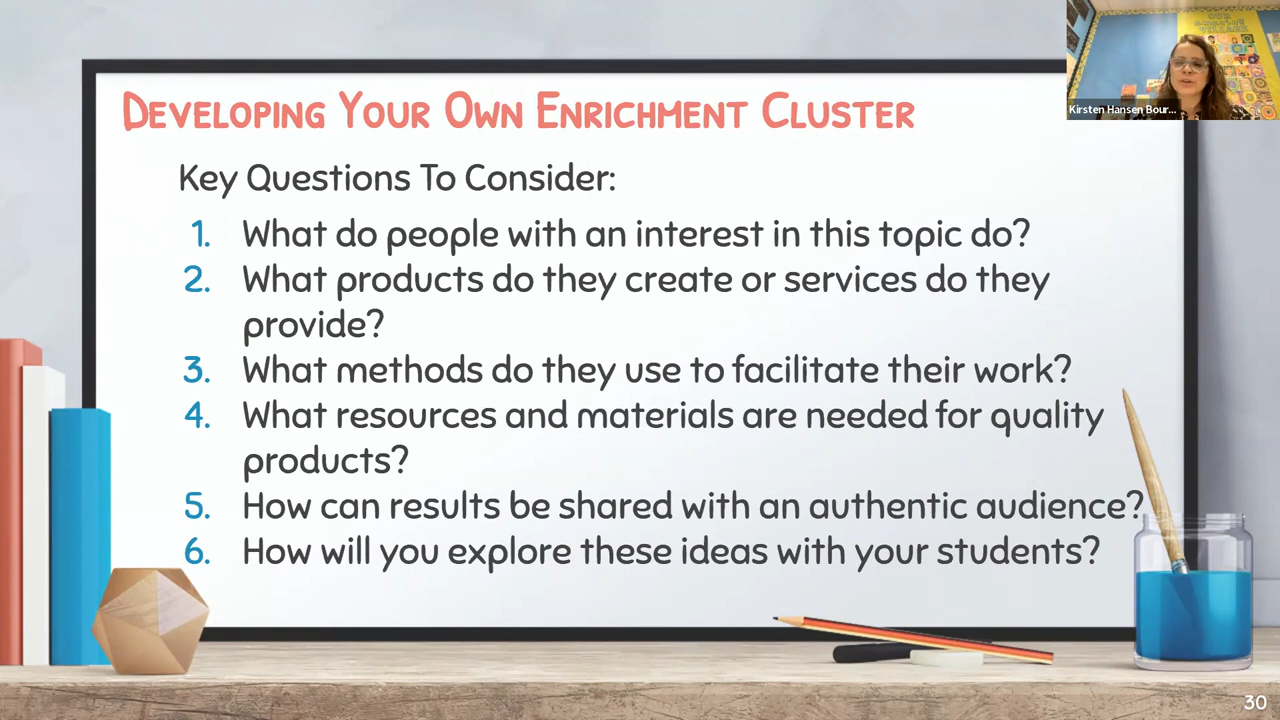 Developing Your Own Enrichment Cluster
Key Questions To Consider:
1. What do people with an interest in this topic do?
2. What products do they create or services do they
provide?
3. What methods do they use to facilitate their work?
4. What resources and materials are needed for quality
products?
5. How can results be shared with an authentic audience?
6. How will you explore these ideas with your students?
Kirsten Hansen Bour...
30